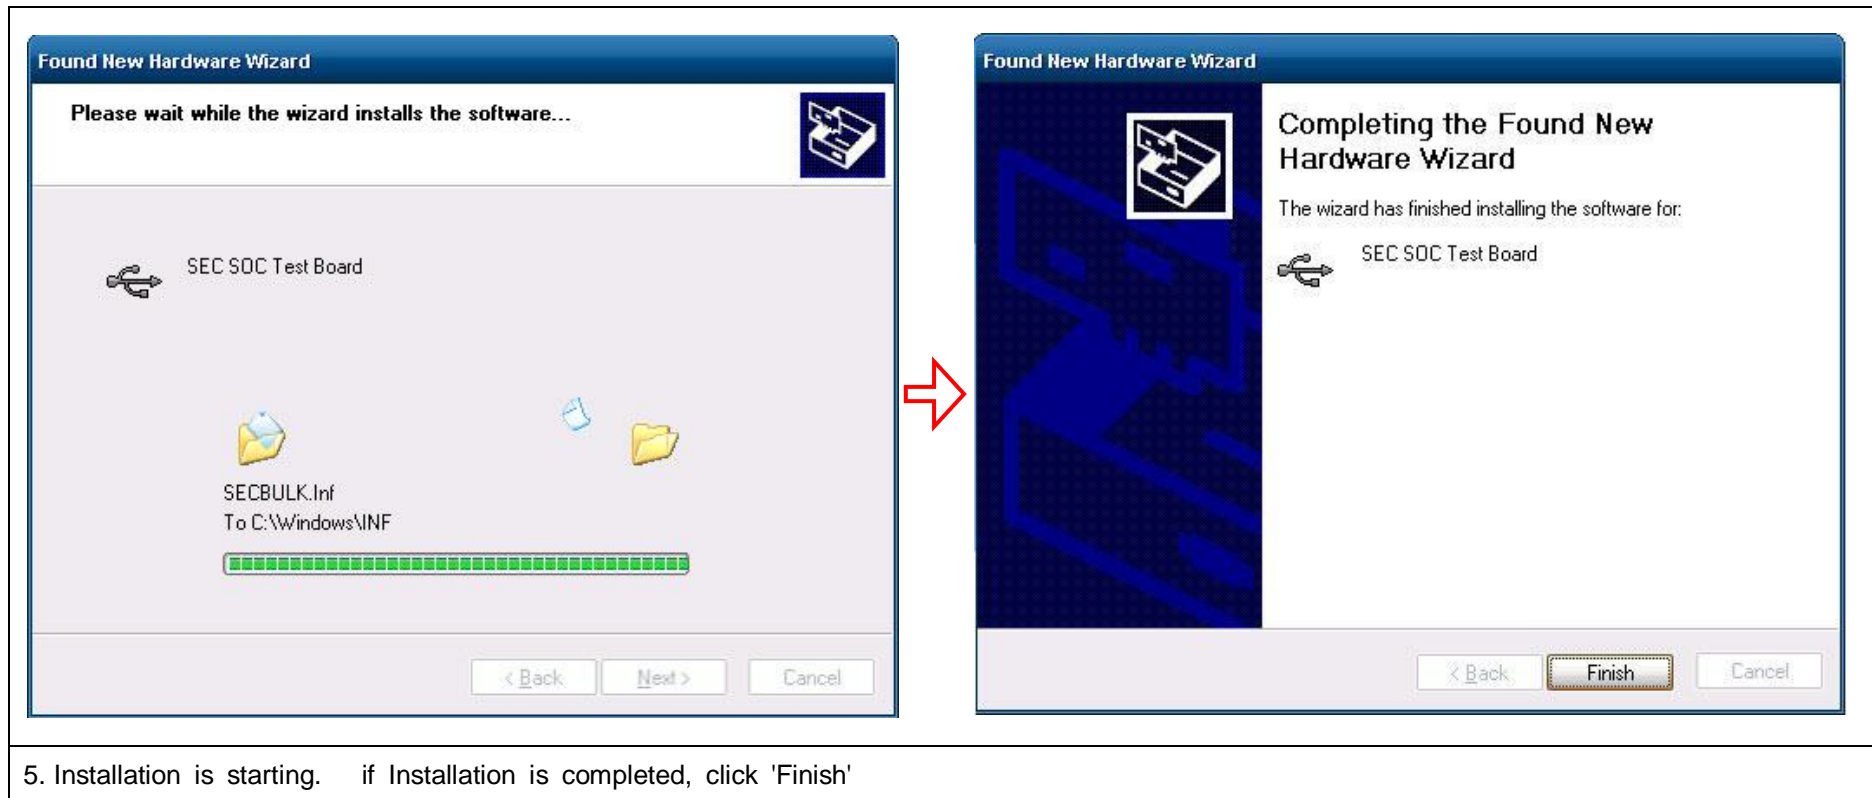 Found New Hardware Wizard
Please wait while the wizard installs the software...
SEC SOC Test Board
SECBULK.Inf
To C:\Windows\INF
< Back
Next >
Cancel
Found New Hardware Wizard
Completing the Found New
Hardware Wizard
The wizard has finished installing the software for:
SEC SOC Test Board
< Back
Finish
Cancel
5. Installation is starting. if Installation is completed, click 'Finish'